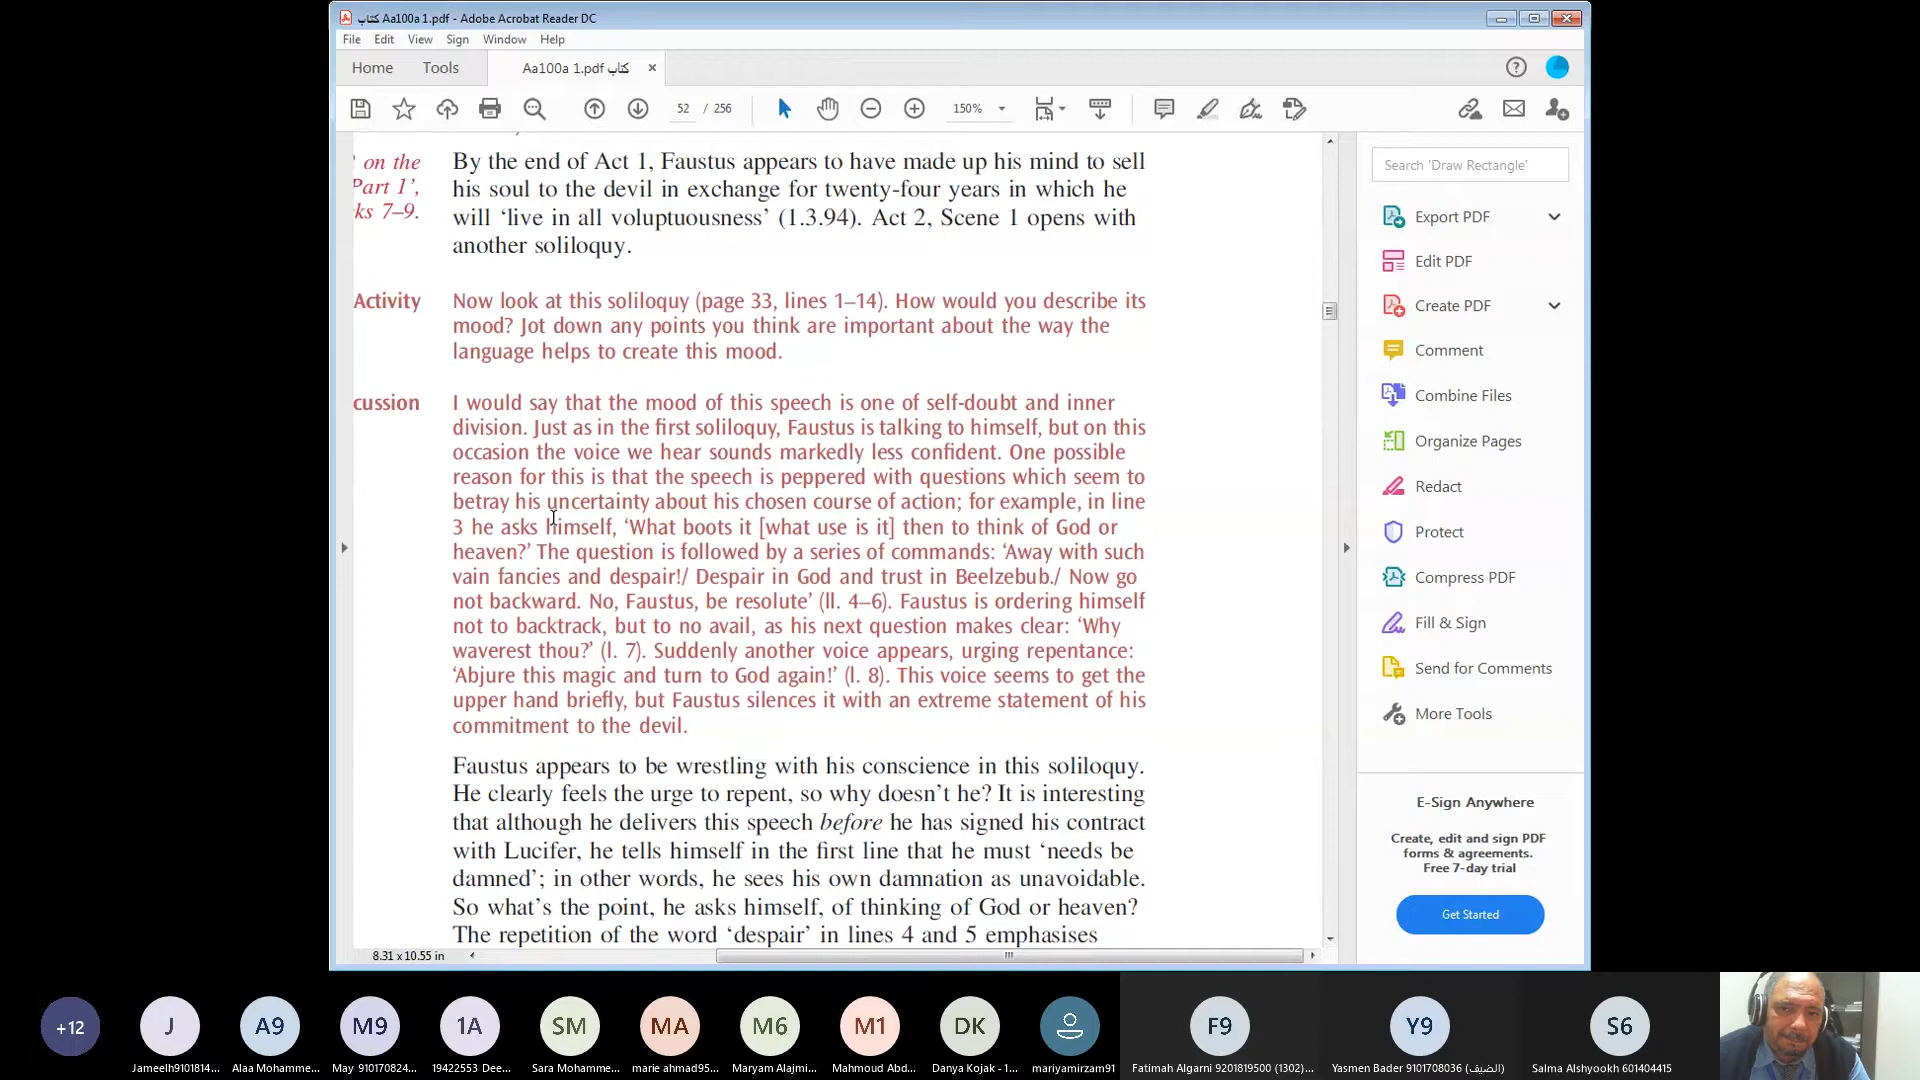 كتاب Aa100a 1.pdf - Adobe Acrobat Reader DC
File Edit View Sign Window Help
Home Tools Aa100a 1.pdf كتاب
52 / 256 150%
Search 'Draw Rectangle'
on the
Part 1’,
ks 7–9.
By the end of Act 1, Faustus appears to have made up his mind to sell
his soul to the devil in exchange for twenty-four years in which he
will ‘live in all voluptuousness’ (1.3.94). Act 2, Scene 1 opens with
another soliloquy.
Activity
Now look at this soliloquy (page 33, lines 1–14). How would you describe its
mood? Jot down any points you think are important about the way the
language helps to create this mood.
cussion
I would say that the mood of this speech is one of self-doubt and inner
division. Just as in the first soliloquy, Faustus is talking to himself, but on this
occasion the voice we hear sounds markedly less confident. One possible
reason for this is that the speech is peppered with questions which seem to
betray his uncertainty about his chosen course of action; for example, in line
3 he asks himself, ‘What boots it [what use is it] then to think of God or
heaven?’ The question is followed by a series of commands: ‘Away with such
vain fancies and despair!/ Despair in God and trust in Beelzebub./ Now go
not backward. No, Faustus, be resolute’ (ll. 4–6). Faustus is ordering himself
not to backtrack, but to no avail, as his next question makes clear: ‘Why
waverest thou?’ (l. 7). Suddenly another voice appears, urging repentance:
‘Abjure this magic and turn to God again!’ (l. 8). This voice seems to get the
upper hand briefly, but Faustus silences it with an extreme statement of his
commitment to the devil.
Faustus appears to be wrestling with his conscience in this soliloquy.
He clearly feels the urge to repent, so why doesn’t he? It is interesting
that although he delivers this speech before he has signed his contract
with Lucifer, he tells himself in the first line that he must ‘needs be
damned’; in other words, he sees his own damnation as unavoidable.
So what’s the point, he asks himself, of thinking of God or heaven?
The repetition of the word ‘despair’ in lines 4 and 5 emphasises
8.31 x 10.55 in
Export PDF
Edit PDF
Create PDF
Comment
Combine Files
Organize Pages
Redact
Protect
Compress PDF
Fill & Sign
Send for Comments
More Tools
E-Sign Anywhere
Create, edit and sign PDF
forms & agreements.
Free 7-day trial
Get Started
+12 J A9 M9 1A SM MA M6 M1 DK F9 Y9 S6
Jameelh9101814... Alaa Mohamme... May 910170824... 19422553 Dee... Sara Mohamme... marie ahmad95... Maryam Alajmi... Mahmoud Abd... Danya Kojak - 1... mariyamirzam91 Fatimah Algarni 9201819500 (1302)... Yasmen Bader 9101708036 (الضيف) Salma Alshyookh 601404415